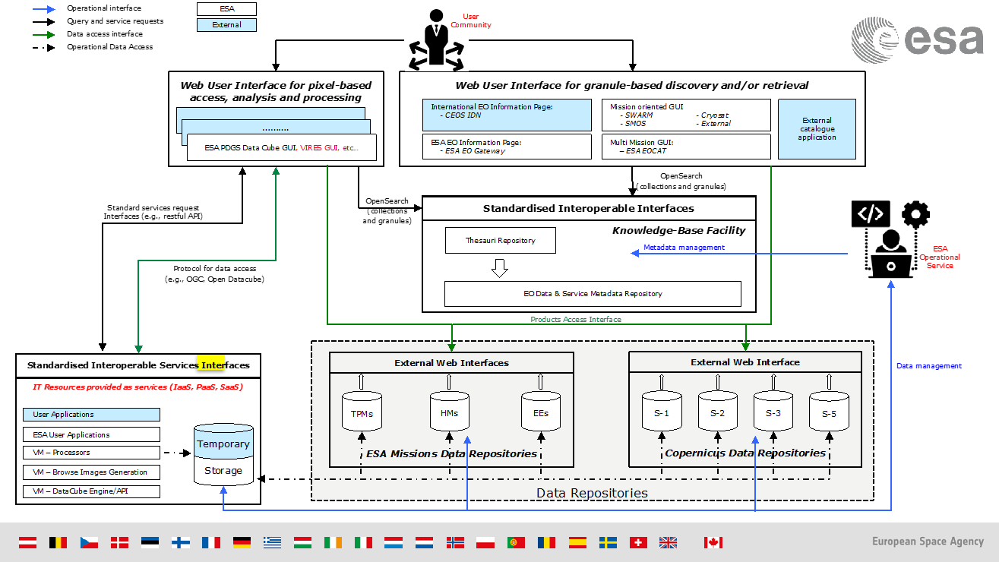 Operational interface
Query and service requests
Data access interface
Operational Data Access
ESA
External
User
Community
esa
Web User Interface for pixel-based
access, analysis and processing
..........
ESA PDGS Data Cube GUI, VIRES GUI, etc...
Web User Interface for granule-based discovery and/or retrieval
International EO Information Page:
- CEOS IDN
ESA EO Information Page:
- ESA EO Gateway
Mission oriented GUI
- SWARM - Cryosat
- SMOS - External
Multi Mission GUI:
– ESA EOCAT
External
catalogue
application
OpenSearch
(collections and granules)
OpenSearch
(collections
and granules)
Standard services request
Interfaces (e.g., restful API)
Protocol for data access
(e.g., OGC, Open Datacube)
Standardised Interoperable Interfaces
Knowledge-Base Facility
Thesauri Repository
Metadata management
EO Data & Service Metadata Repository
</>
ESA
Operational
Service
Products Access Interface
Data management
Standardised Interoperable Services Interfaces
IT Resources provided as services (IaaS, PaaS, SaaS)
User Applications
ESA User Applications
VM – Processors
VM – Browse Images Generation
VM – DataCube Engine/API
Temporary
Storage
External Web Interfaces
TPMs
HMs
EEs
ESA Missions Data Repositories
External Web Interface
S-1
S-2
S-3
S-5
Copernicus Data Repositories
Data Repositories
European Space Agency